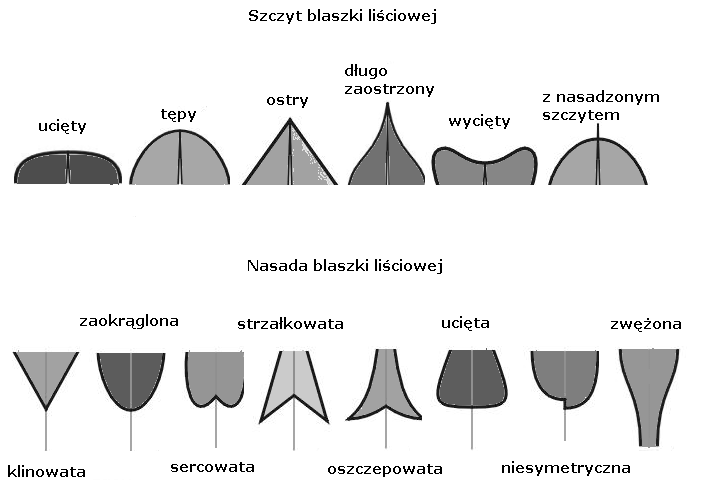 Szczyt blaszki liściowej
ucięty
tępy
ostry
długo
zaostrzony
wycięty
z nasadzonym
szczytem
Nasada blaszki liściowej
klinowata
zaokrąglona
sercowata
strzałkowata
oszczepowata
ucięta
niesymetryczna
zwężona